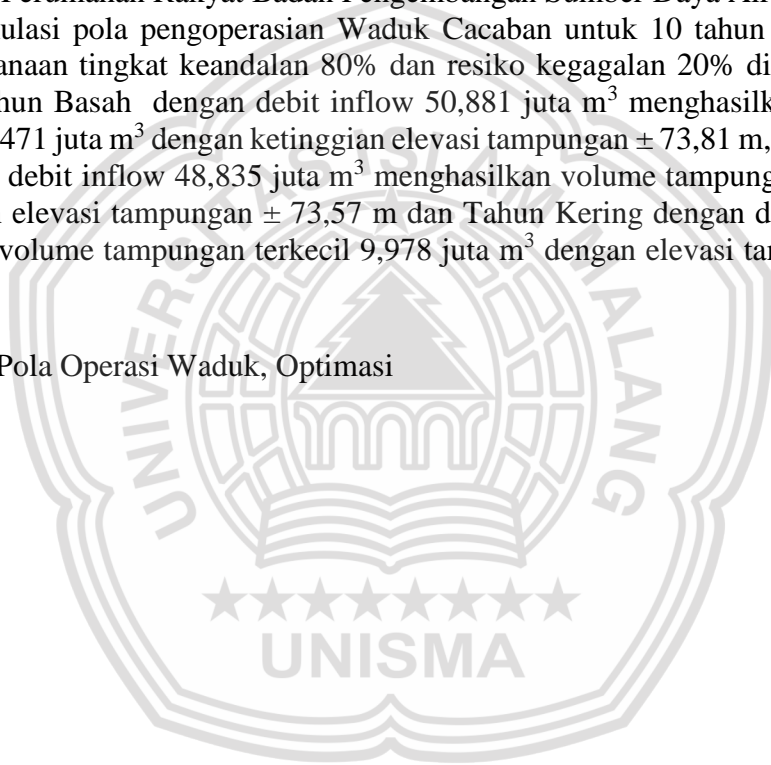 Perumahan Rakyat Badan Pengembangan Sumber Daya
ulasi pola pengoperasian Waduk Cacaban untuk 10 tahun
anaan tingkat keandalan 80% dan resiko kegagalan 20% di
hun Basah dengan debit inflow 50,881 juta m³ menghasilk
471 juta m³ dengan ketinggian elevasi tampungan ± 73,81 m,
debit inflow 48,835 juta m³ menghasilkan volume tampung
elevasi tampungan ± 73,57 m dan Tahun Kering dengan d
volume tampungan terkecil 9,978 juta m³ dengan elevasi tar
Pola Operasi Waduk, Optimasi
UNIVERSITAS ISLAM MALANG
UNISMA